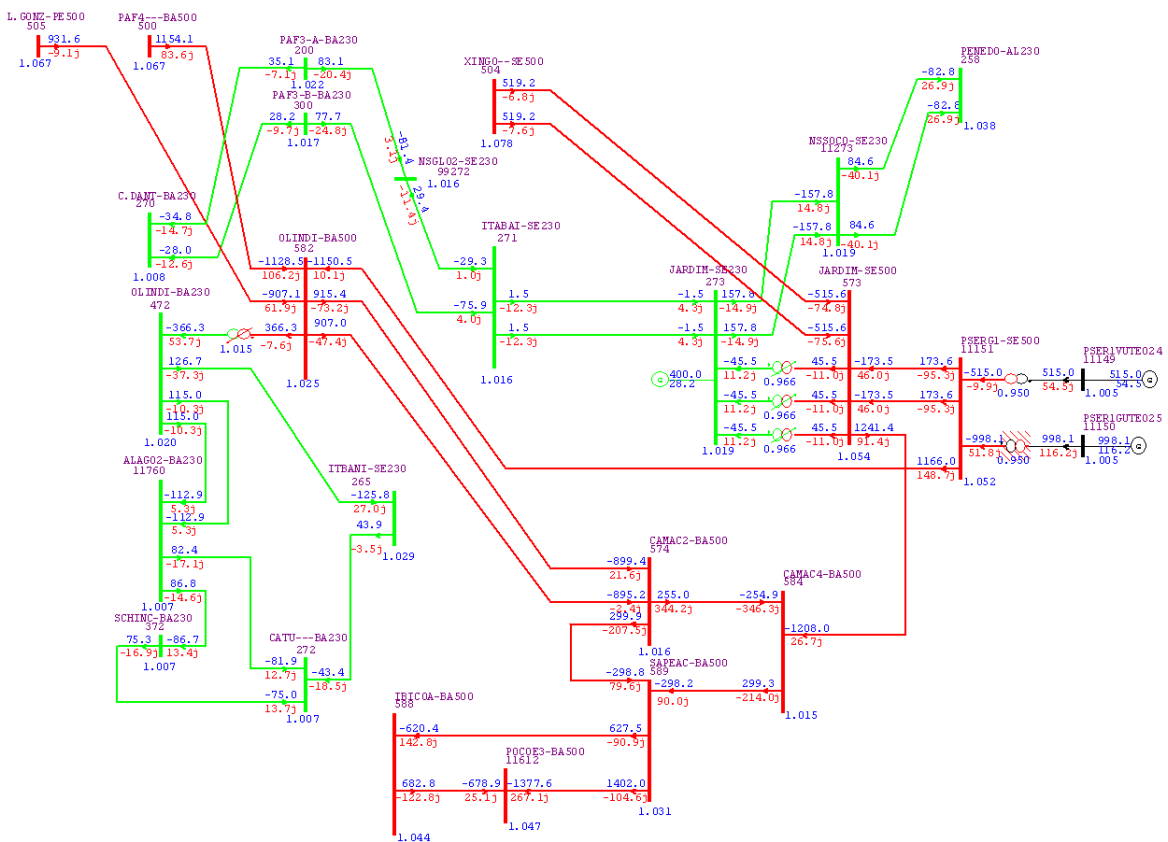 L.GONZ-PE500
505
931.6
-9.1j
1.067
PAF4---BA500
500
1154.1
83.6j
1.067
PAF3-A-BA230
200
35.1
83.1
-7.1j
-20.4j
1.022
PAF3-B-BA230
300
28.2
77.7
-9.7j
-24.8j
1.017
XINGO--SE500
504
519.2
-6.8j
519.2
-7.6j
1.078
PENEDO-AL230
258
-82.8
26.9j
-82.8
26.9j
1.038
-81.4
3.4j
NSGLO2-SE230
99272
1.016
29.4
-11.4j
NSSOCO-SE230
11273
84.6
-40.1j
-157.8
14.8j
-157.8
14.8j
84.6
-40.1j
1.019
C.DANT-BA230
270
-34.8
-14.7j
-28.0
-12.6j
1.008
OLINDI-BA500
582
-1128.5
-1150.5
106.2j
10.1j
-907.1
915.4
61.9j
-73.2j
366.3
907.0
-7.6j
-47.4j
1.025
ITABAI-SE230
271
-29.3
1.0j
-75.9
4.0j
1.5
-12.3j
1.5
-12.3j
1.016
JARDIM-SE230
273
-1.5
157.8
4.3j
-14.9j
-1.5
157.8
4.3j
-14.9j
-45.5
11.2j
-45.5
11.2j
-45.5
11.2j
400.0
28.2
1.019
0.966
0.966
0.966
JARDIM-SE500
573
-515.6
-74.8j
-515.6
-75.6j
45.5
-173.5
-11.0j
46.0j
45.5
-173.5
-11.0j
46.0j
45.5
1241.4
-11.0j
91.4j
1.054
PSERG1-SE500
11151
173.6
-515.0
-95.3j
-9.9j
173.6
-95.3j
-998.1
51.8j
1166.0
148.7j
1.052
0.950
0.950
PSER1VUTE024
11149
515.0
515.0
54.5j
54.5
1.005
PSER1GUTE025
11150
998.1
998.1
116.2j
116.2
1.005
OLINDI-BA230
472
-366.3
53.7j
1.015
126.7
-37.3j
115.0
-10.3j
115.0
-10.3j
1.020
ALAGO2-BA230
11760
-112.9
5.3j
-112.9
5.3j
82.4
-17.1j
86.8
-14.6j
1.007
ITBANI-SE230
265
-125.8
27.0j
43.9
-3.5j
1.029
SCHINC-BA230
372
75.3
-86.7
-16.9j
13.4j
1.007
CATU---BA230
272
-81.9
12.7j
-43.4
-18.5j
-75.0
13.7j
1.007
CAMAC2-BA500
574
-899.4
21.6j
-895.2
255.0
-2.4j
344.2j
299.9
-207.5j
1.016
CAMAC4-BA500
584
-254.9
-346.3j
-1208.0
26.7j
299.3
-214.0j
1.015
SAPEAC-BA500
589
-298.8
-298.2
79.6j
90.0j
627.5
-90.9j
1402.0
-104.6j
1.031
IBICOA-BA500
588
-620.4
142.8j
682.8
-122.8j
1.044
POCOE3-BA500
11612
-678.9
-1377.6
25.1j
267.1j
1.047